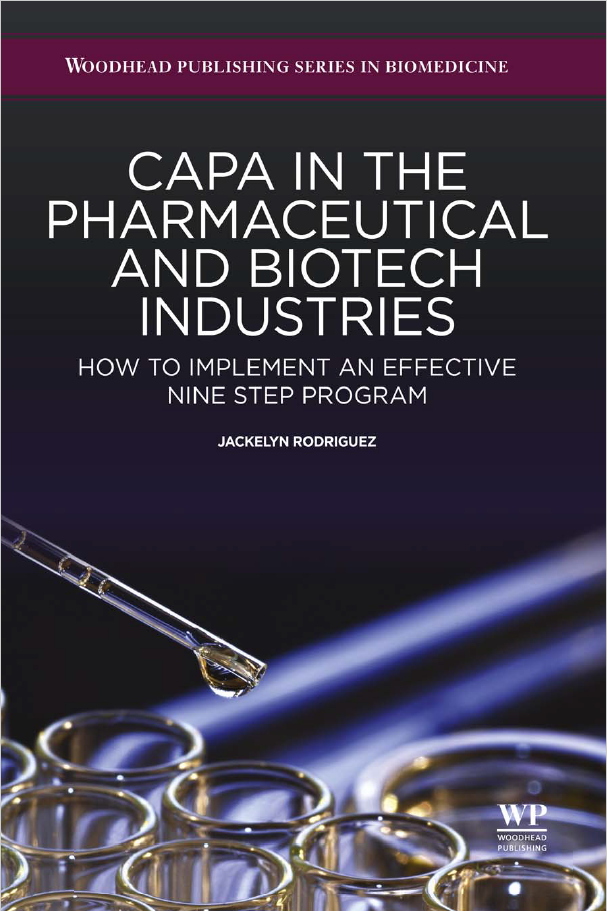 WOODHEAD PUBLISHING SERIES IN BIOMEDICINE
CAPA IN THE
PHARMACEUTICAL
AND BIOTECH
INDUSTRIES
HOW TO IMPLEMENT AN EFFECTIVE
NINE STEP PROGRAM
JACKELYN RODRIGUEZ
WP
WOODHEAD
PUBLISHING